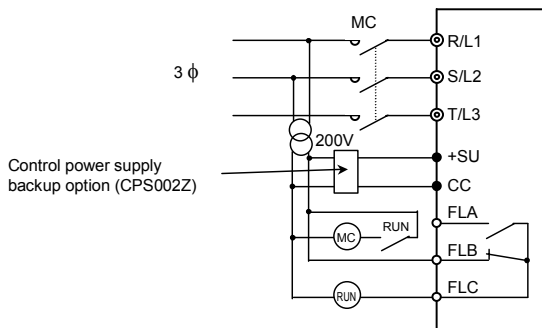 MC
R/L1
3 ϕ
S/L2
T/L3
200V
Control power supply
backup option (CPS002Z)
+SU
CC
FLA
RUN
MC
FLB
RUN
FLC